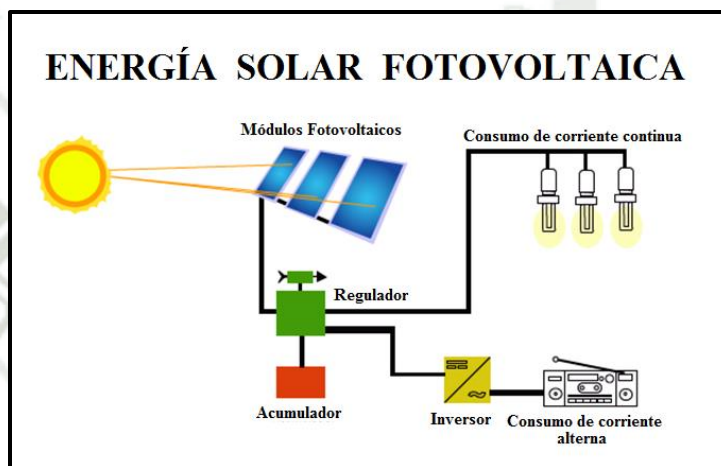 ENERGÍA SOLAR FOTOVOLTAICA
Módulos Fotovoltaicos
Consumo de corriente continua
Regulador
Acumulador
Inversor
Consumo de corriente
alterna